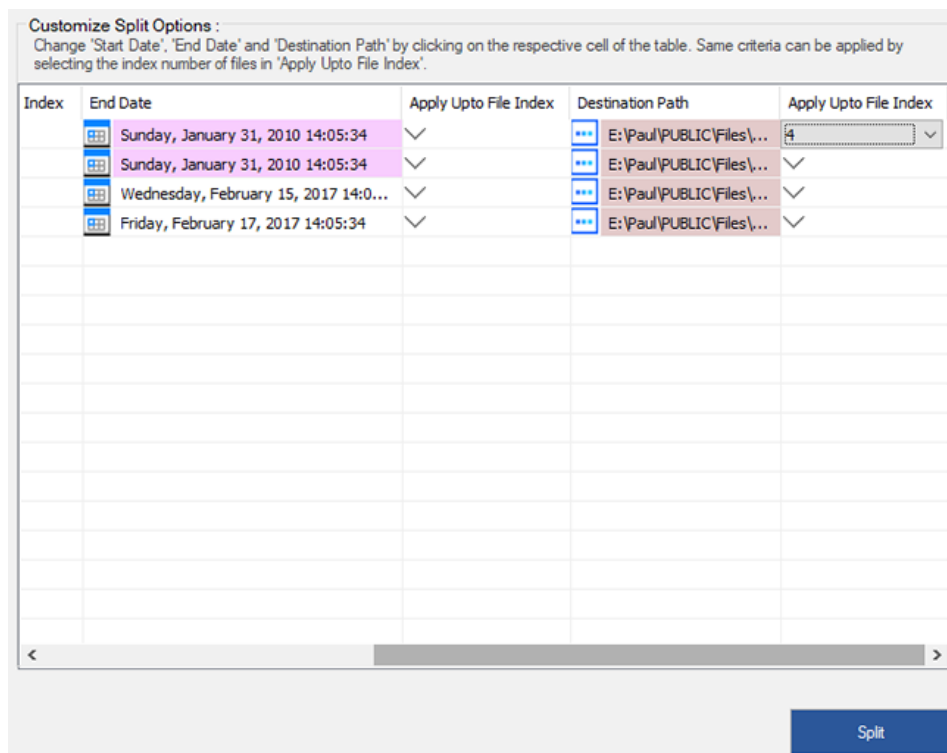 Customize Split Options :
Change 'Start Date', 'End Date' and 'Destination Path' by clicking on the respective cell of the table. Same criteria can be applied by
selecting the index number of files in 'Apply Upto File Index'.
Index End Date Apply Upto File Index Destination Path Apply Upto File Index
Sunday, January 31, 2010 14:05:34 E:\Paul\PUBLIC\Files\... 4
Sunday, January 31, 2010 14:05:34 E:\Paul\PUBLIC\Files\...
Wednesday, February 15, 2017 14:0... E:\Paul\PUBLIC\Files\...
Friday, February 17, 2017 14:05:34 E:\Paul\PUBLIC\Files\...
Split